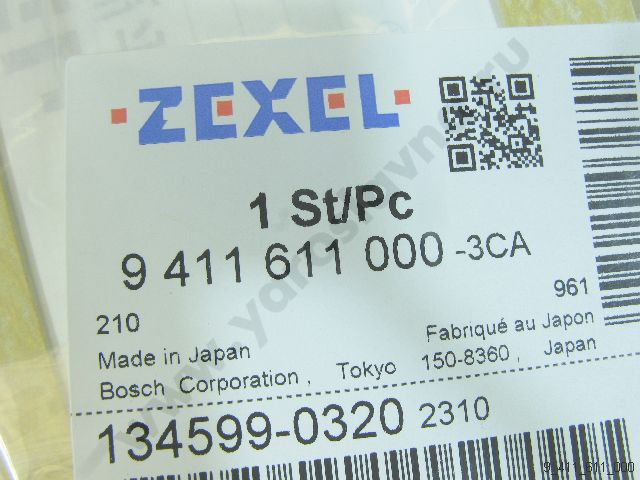 ZEXEL
1 St/Pc
9 411 611 000 -3CA
210
961
Made in Japan
Fabriqué au Japon
Bosch Corporation , Tokyo 150-8360 , Japan
134599-0320 2310
9_411_611_000